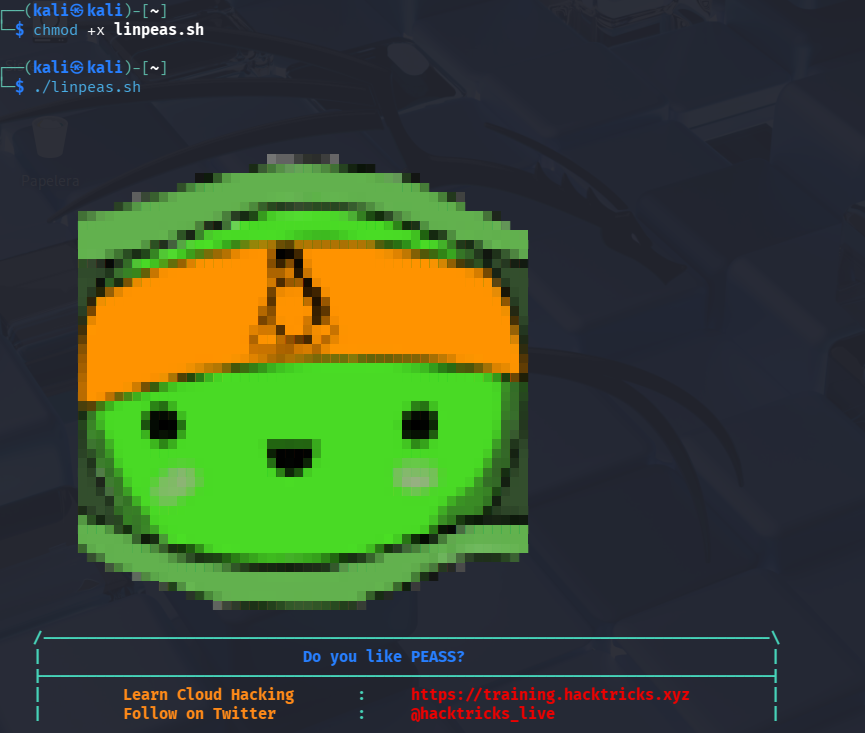 ┌──(kali㉿kali)-[~]
└─$ chmod +x linpeas.sh
┌──(kali㉿kali)-[~]
└─$ ./linpeas.sh
Papelera
Do you like PEASS?
Learn Cloud Hacking : https://training.hacktricks.xyz
Follow on Twitter : @hacktricks_live